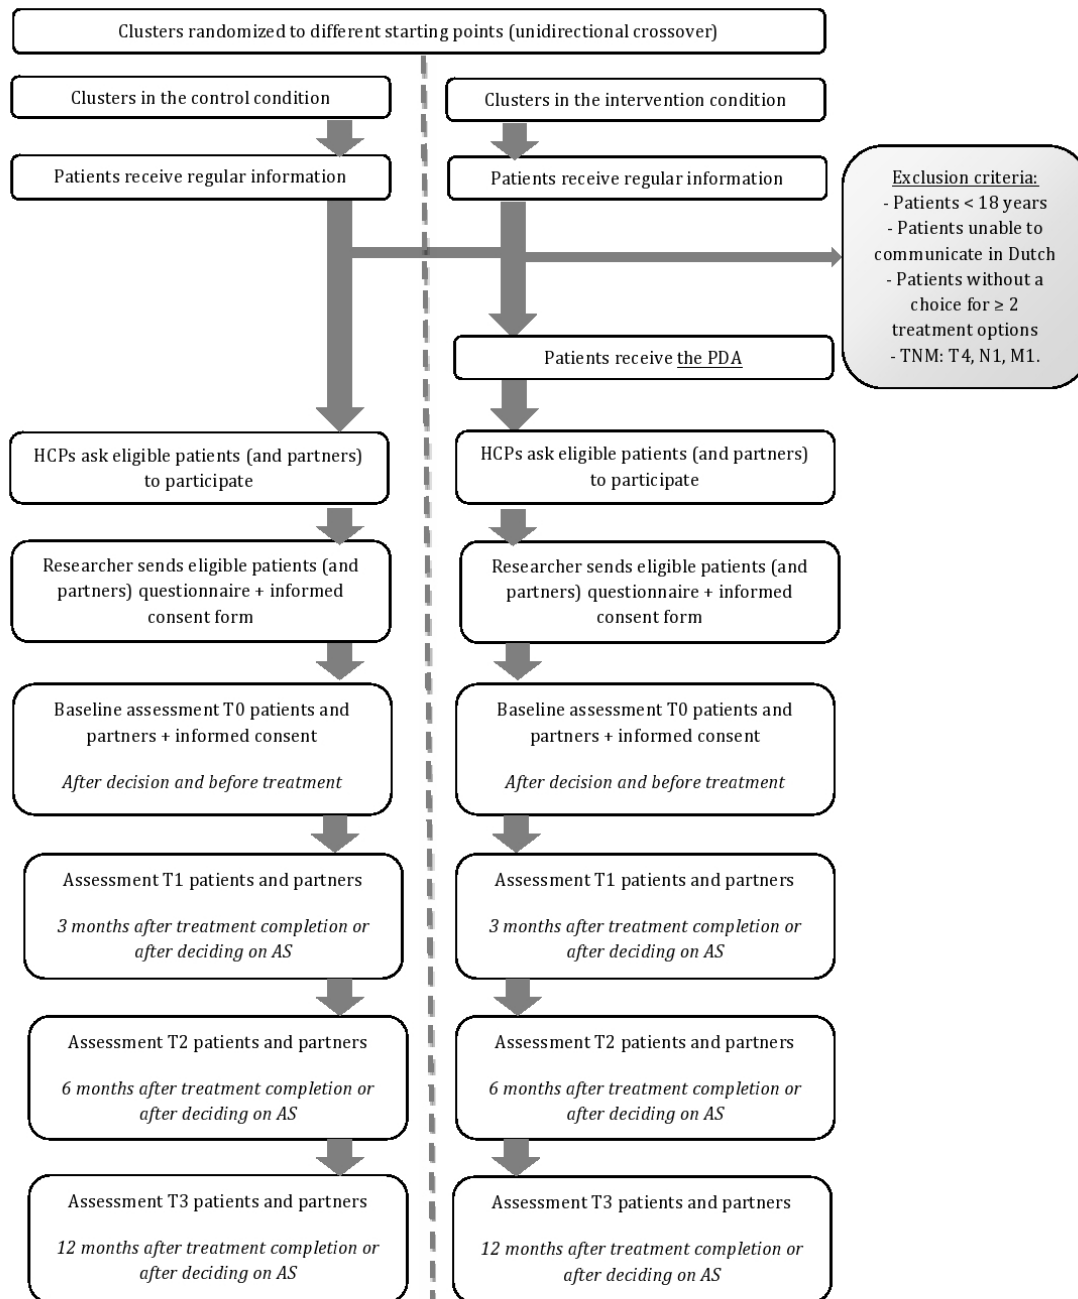 Clusters randomized to different starting points (unidirectional crossover)
Clusters in the control condition
Clusters in the intervention condition
Patients receive regular information
Patients receive regular information
Exclusion criteria:
- Patients < 18 years
- Patients unable to
communicate in Dutch
- Patients without a
choice for ≥ 2
treatment options
- TNM: T4, N1, M1.
Patients receive the PDA
HCPs ask eligible patients (and partners)
to participate
HCPs ask eligible patients (and partners)
to participate
Researcher sends eligible patients (and
partners) questionnaire + informed
consent form
Researcher sends eligible patients (and
partners) questionnaire + informed
consent form
Baseline assessment T0 patients and
partners + informed consent
After decision and before treatment
Baseline assessment T0 patients and
partners + informed consent
After decision and before treatment
Assessment T1 patients and partners
3 months after treatment completion or
after deciding on AS
Assessment T1 patients and partners
3 months after treatment completion or
after deciding on AS
Assessment T2 patients and partners
6 months after treatment completion or
after deciding on AS
Assessment T2 patients and partners
6 months after treatment completion or
after deciding on AS
Assessment T3 patients and partners
12 months after treatment completion or
after deciding on AS
Assessment T3 patients and partners
12 months after treatment completion or
after deciding on AS